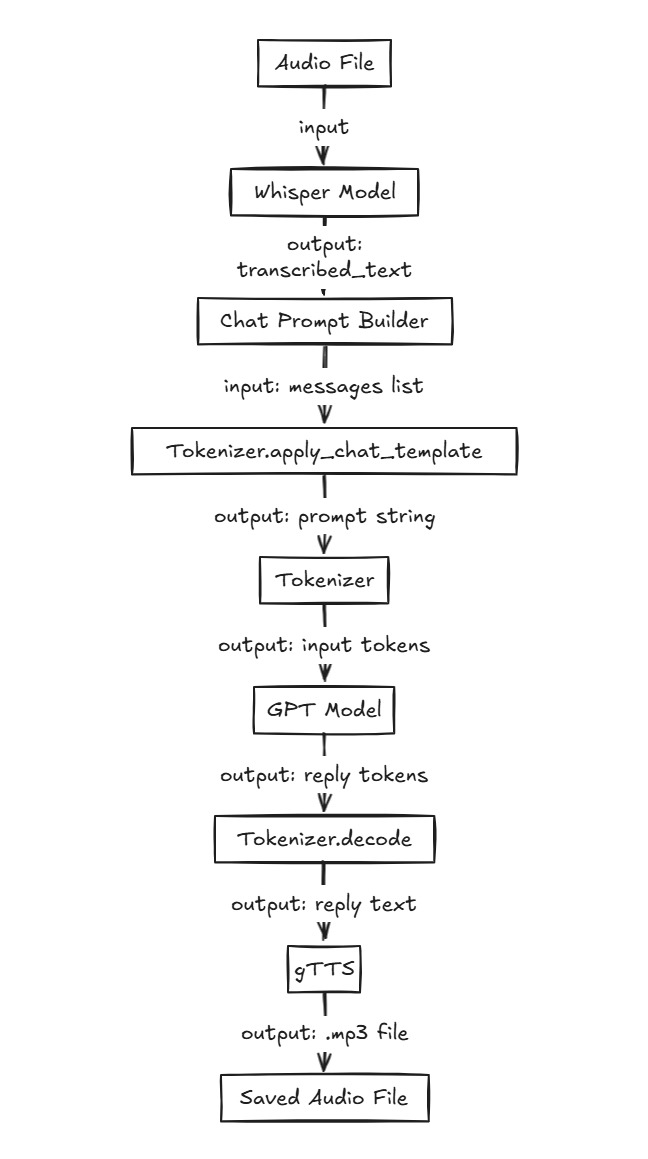 Audio File
input
Whisper Model
output:
transcribed_text
Chat Prompt Builder
input: messages list
Tokenizer.apply_chat_template
output: prompt string
Tokenizer
output: input tokens
GPT Model
output: reply tokens
Tokenizer.decode
output: reply text
gTTS
output: .mp3 file
Saved Audio File